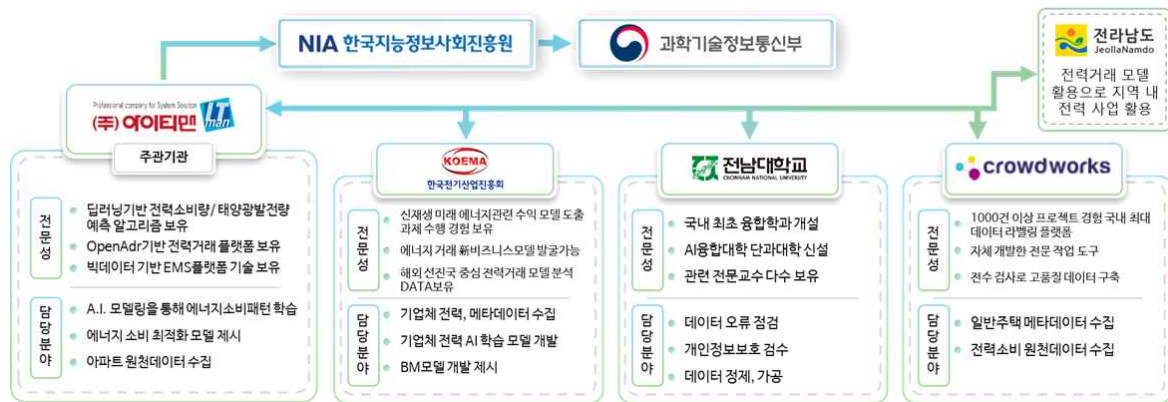 NIA 한국지능정보사회진흥원
과학기술정보통신부
전라남도
JeollaNamdo
전력거래 모델
활용으로 지역 내
전력 사업 활용
Professional company for System Solution
(주) 아이티맨 ITman
주관기관
전문성
딥러닝기반 전력소비량/ 태양광발전량
예측 알고리즘 보유
OpenAdr기반 전력거래 플랫폼 보유
빅데이터 기반 EMS플랫폼 기술 보유
담당분야
A.I. 모델링을 통해 에너지소비패턴 학습
에너지 소비 최적화 모델 제시
아파트 원천데이터 수집
KOEMA
한국전기산업진흥회
전문성
신재생 미래 에너지관련 수익 모델 도출
과제 수행 경험 보유
에너지 거래 新비즈니스모델 발굴가능
해외 선진국 중심 전력거래 모델 분석
DATA보유
담당분야
기업체 전력, 메타데이터 수집
기업체 전력 AI 학습 모델 개발
BM모델 개발 제시
전남대학교
CHONNAM NATIONAL UNIVERSITY
전문성
국내 최초 융합학과 개설
AI융합대학 단과대학 신설
관련 전문교수 다수 보유
담당분야
데이터 오류 점검
개인정보보호 검수
데이터 정제, 가공
crowdworks
전문성
1000건 이상 프로젝트 경험 국내 최대
데이터 라벨링 플랫폼
자체 개발한 전문 작업 도구
전수 검사로 고품질 데이터 구축
담당분야
일반주택 메타데이터 수집
전력소비 원천데이터 수집